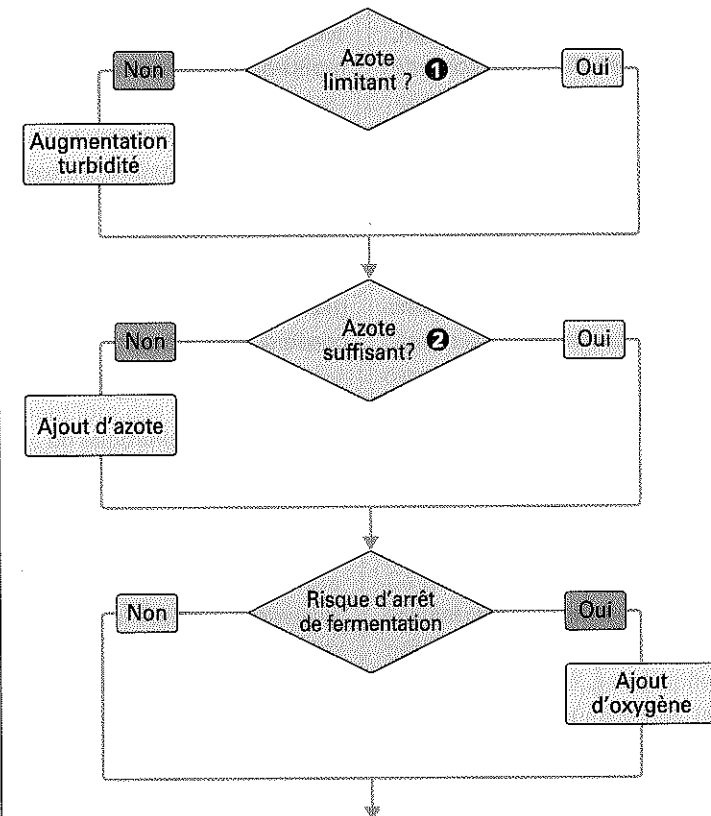 Non
Azote
limitant ? ❶
Oui
Augmentation
turbidité
Non
Azote
suffisant? ❷
Oui
Ajout d'azote
Non
Risque d'arrêt
de fermentation
Oui
Ajout
d'oxygène